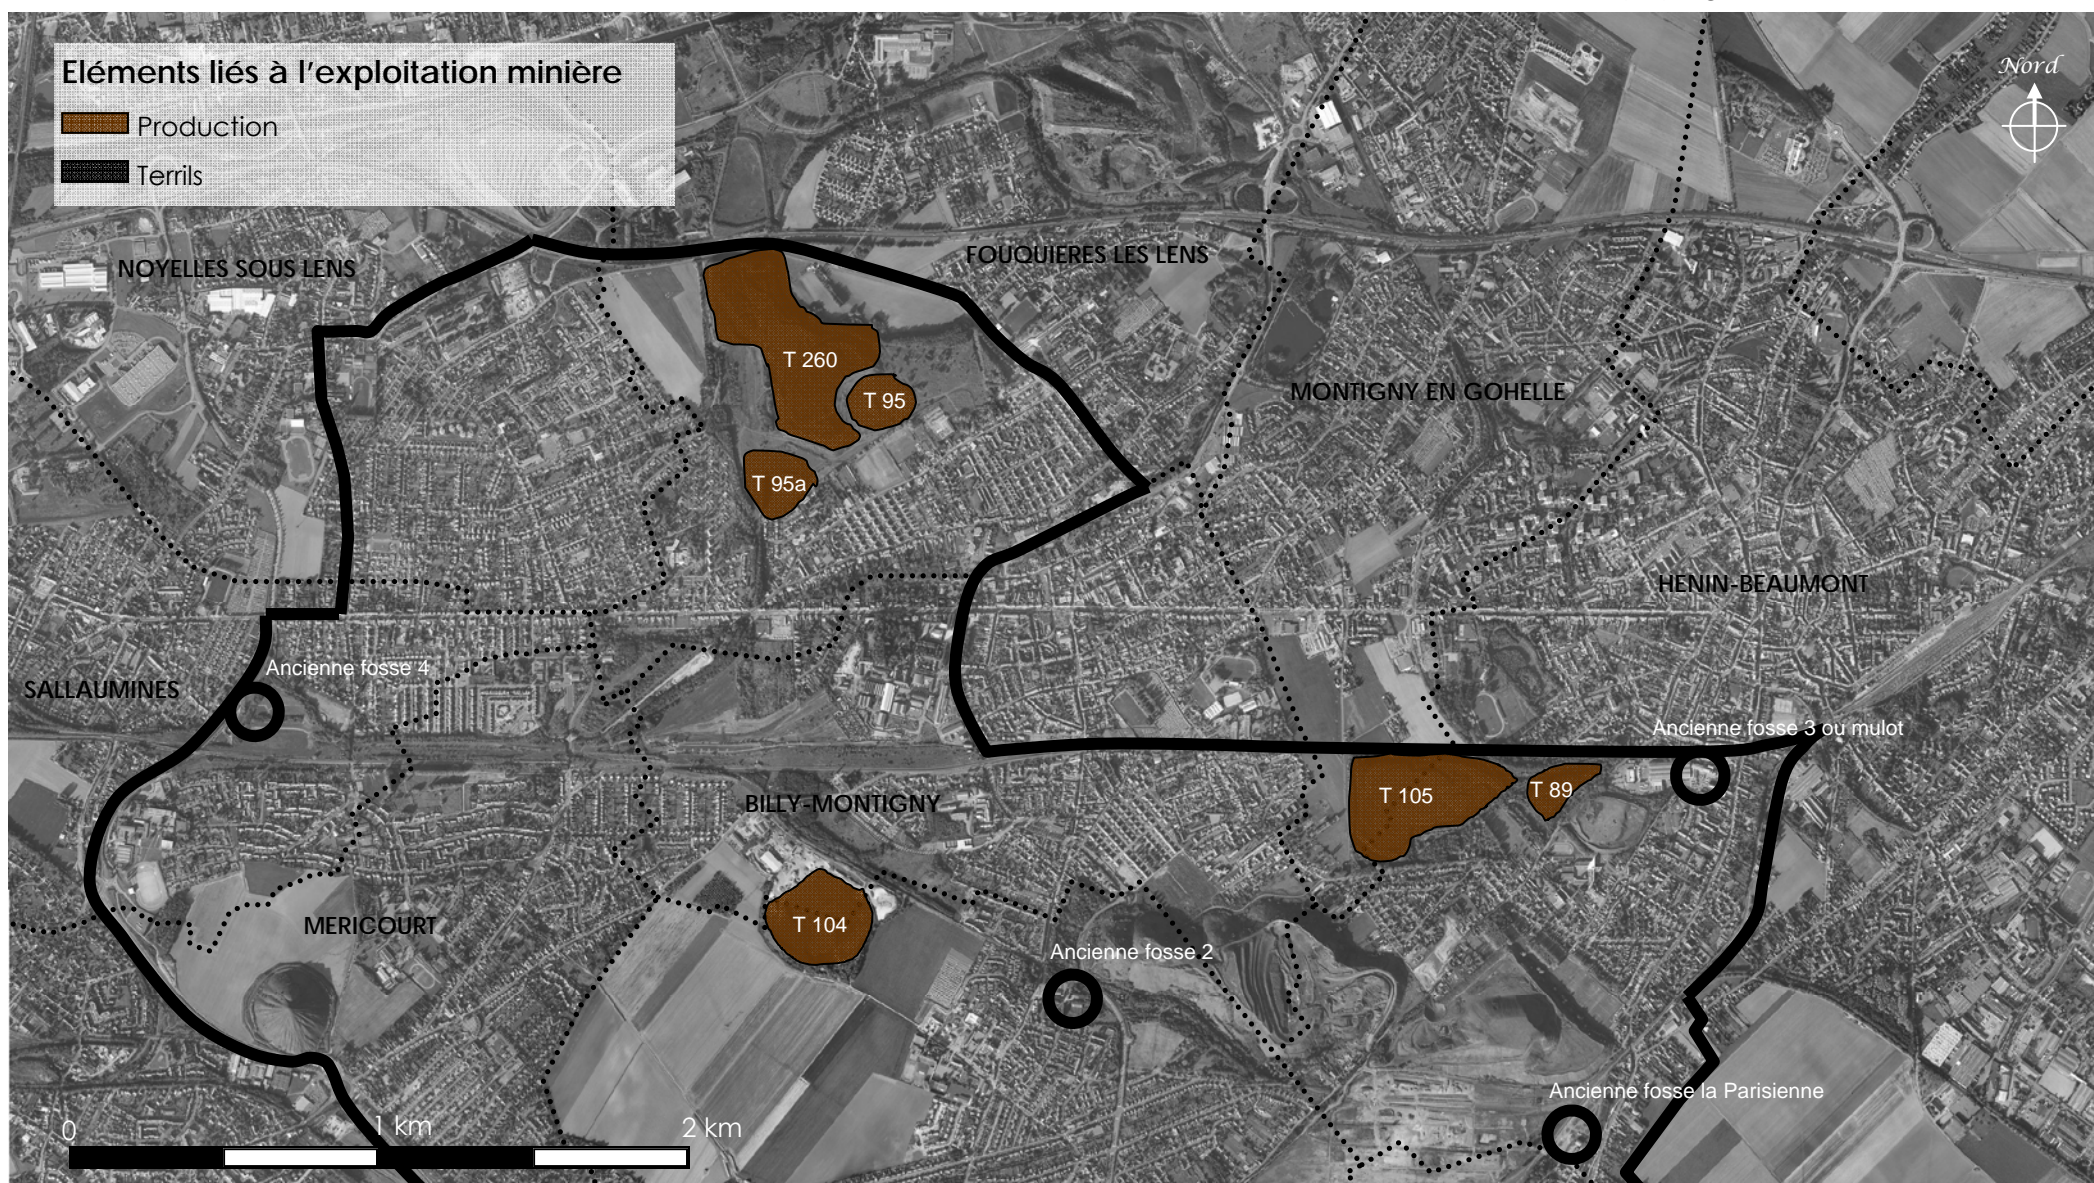 Eléments liés à l'exploitation minière
Production
Terrils
Nord
NOYELLES SOUS LENS
FOUQUIERES LES LENS
T 260
T 95
MONTIGNY EN GOHELLE
T 95a
HENIN-BEAUMONT
Ancienne fosse 4
SALLAUMINES
Ancienne fosse 3 ou mulot
BILLY-MONTIGNY
T 105
T 89
MERICOURT
T 104
Ancienne fosse 2
Ancienne fosse la Parisienne
0
1 km
2 km